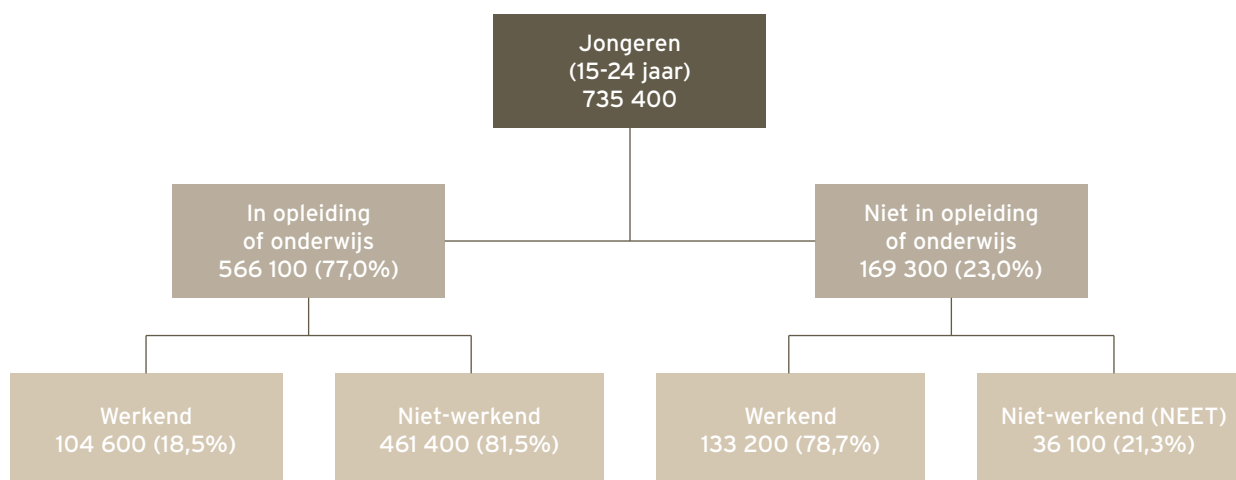 Jongeren
(15-24 jaar)
735 400
In opleiding
of onderwijs
566 100 (77,0%)
Niet in opleiding
of onderwijs
169 300 (23,0%)
Werkend
104 600 (18,5%)
Niet-werkend
461 400 (81,5%)
Werkend
133 200 (78,7%)
Niet-werkend (NEET)
36 100 (21,3%)